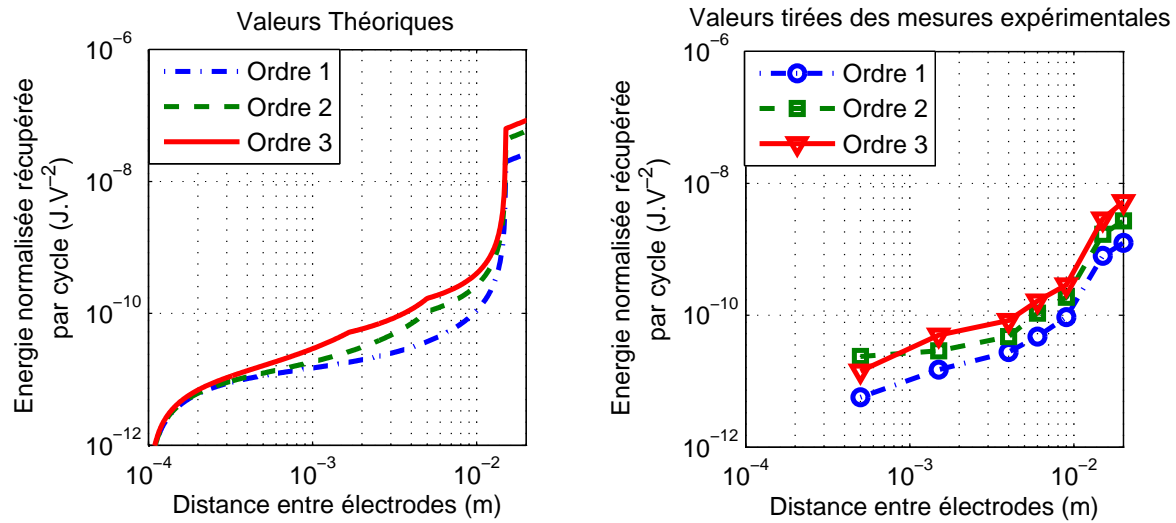 Valeurs Théoriques
10−6
10−8
10−10
10−12
10−4
10−3
10−2
Energie normalisée récupérée
par cycle (J.V−2)
Distance entre électrodes (m)
Ordre 1
Ordre 2
Ordre 3
Valeurs tirées des mesures expérimentales
10−6
10−8
10−10
10−12
10−4
10−3
10−2
Energie normalisée récupérée
par cycle (J.V−2)
Distance entre électrodes (m)
Ordre 1
Ordre 2
Ordre 3